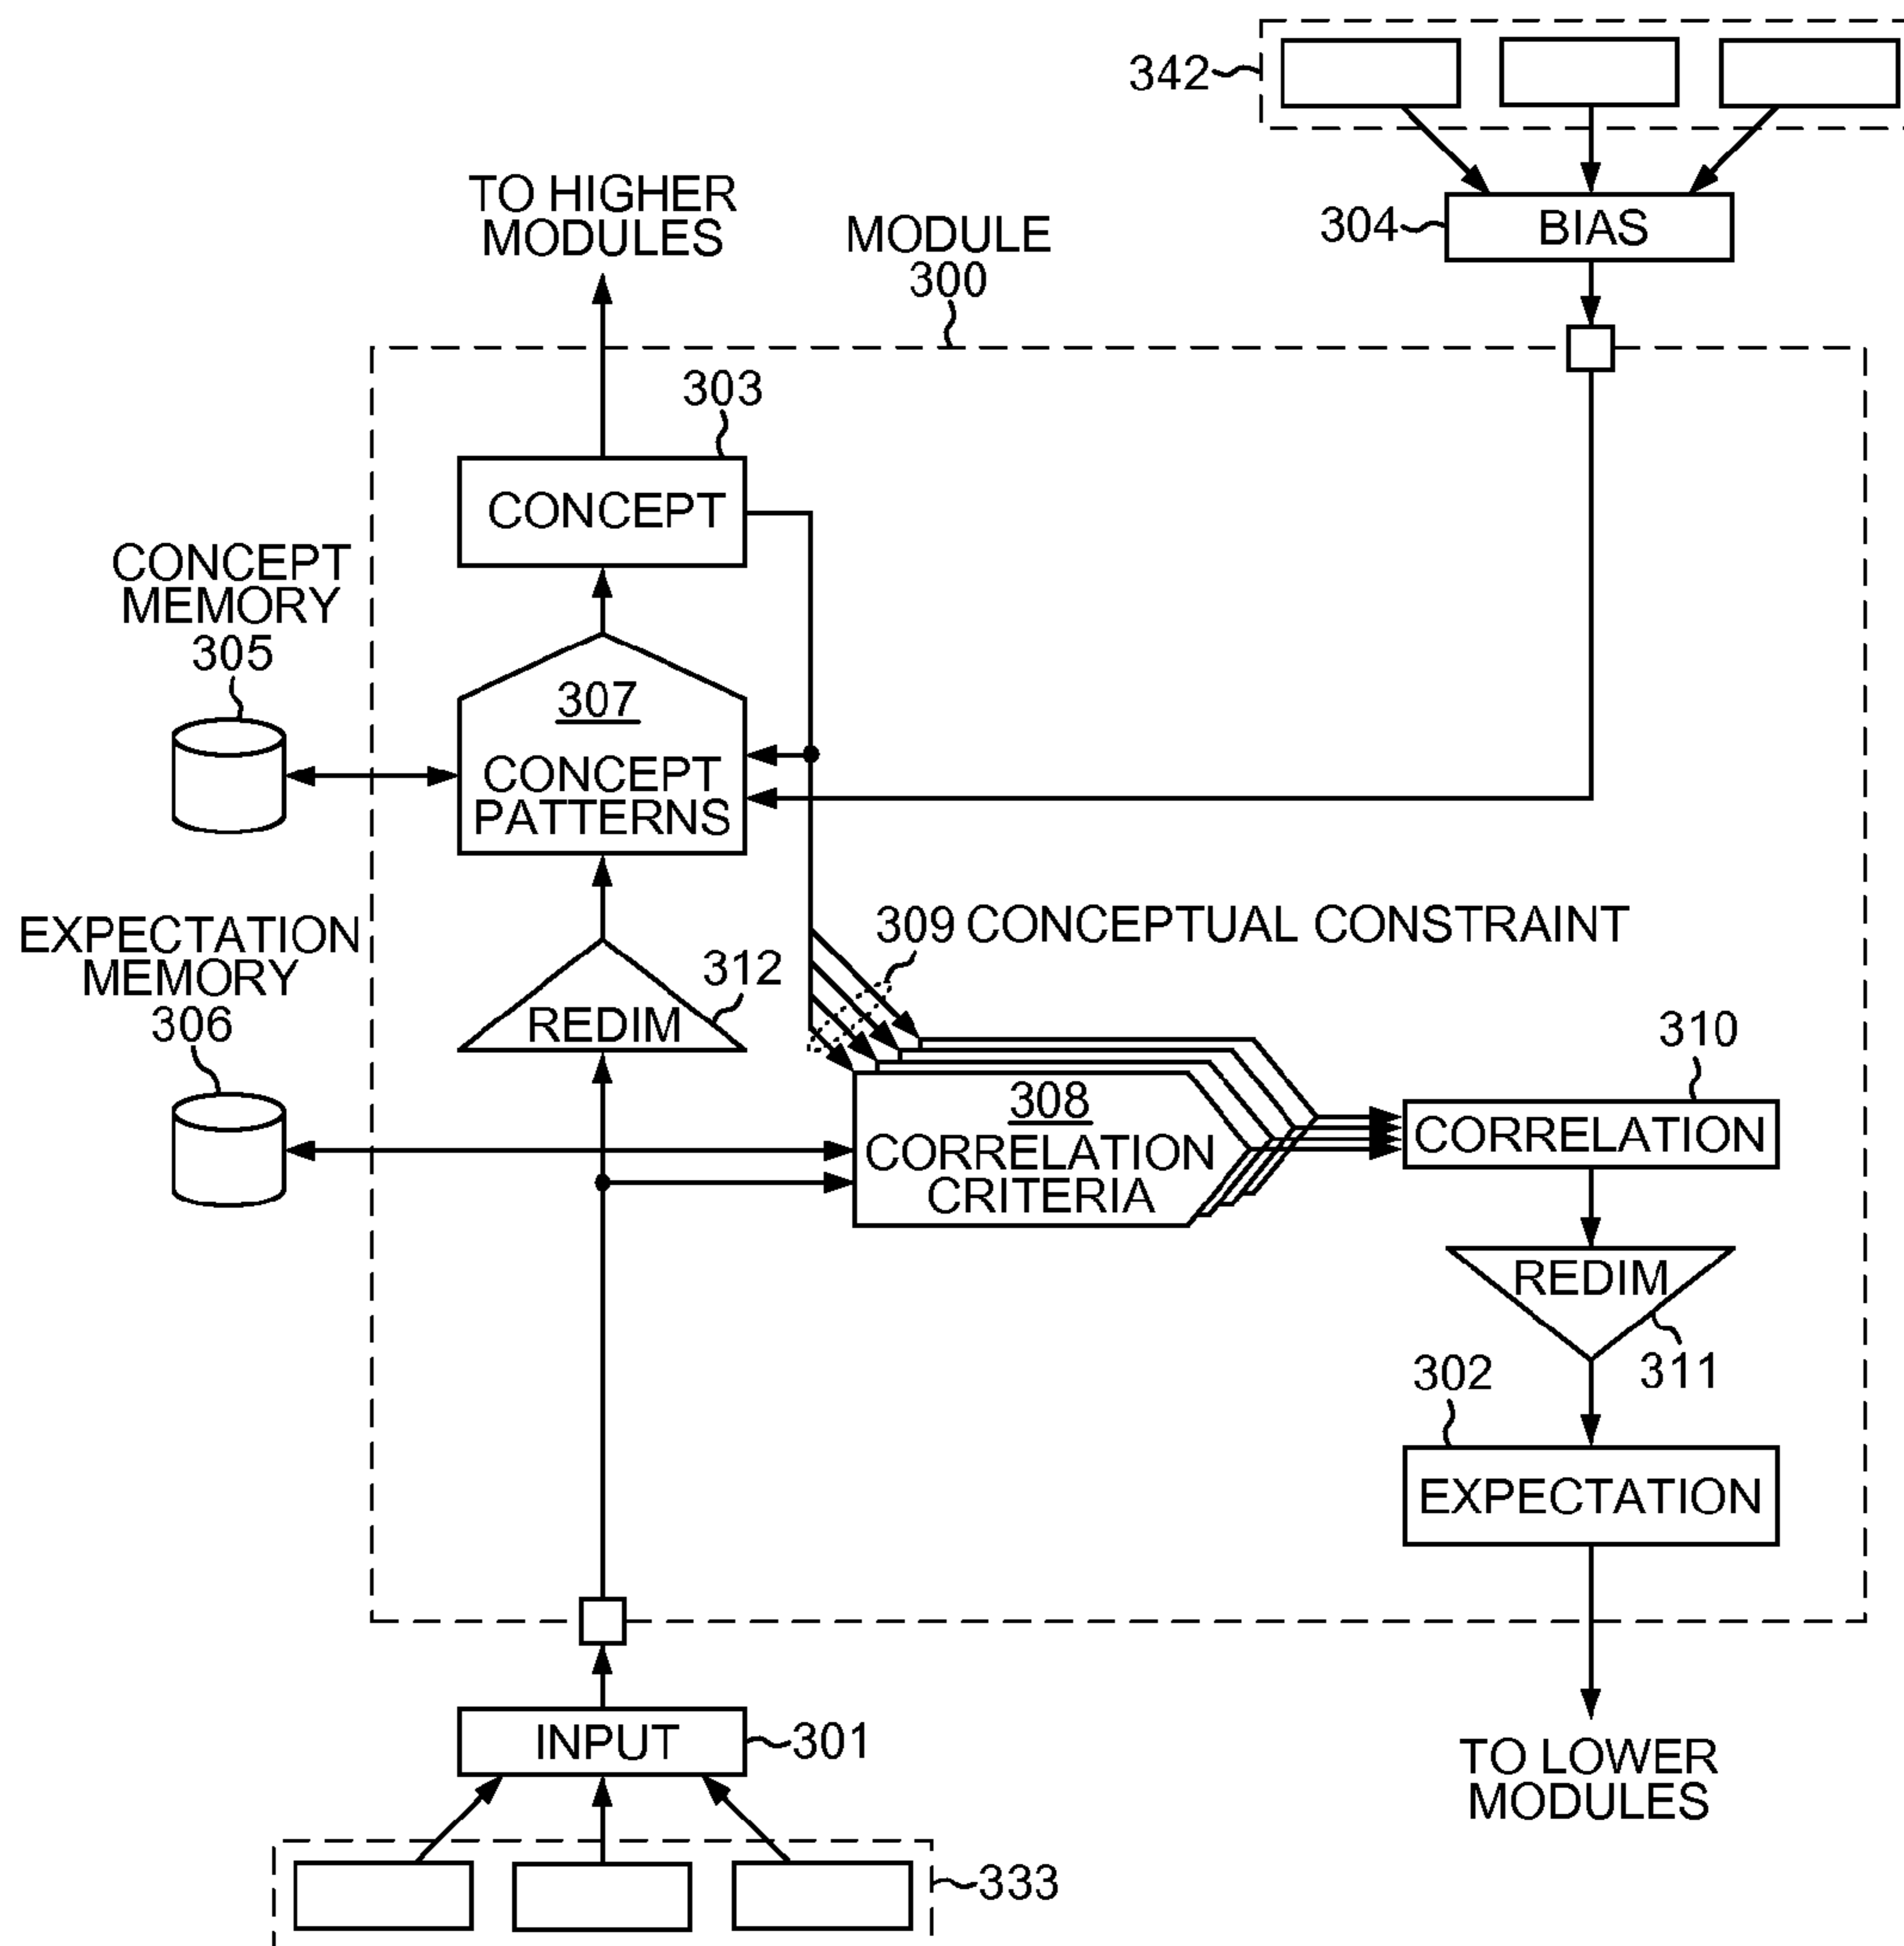 342
TO HIGHER
MODULES
MODULE
300
304
BIAS
303
CONCEPT
CONCEPT
MEMORY
305
307
CONCEPT
PATTERNS
EXPECTATION
MEMORY
306
309 CONCEPTUAL CONSTRAINT
312
REDIM
310
308
CORRELATION
CRITERIA
CORRELATION
REDIM
311
302
EXPECTATION
INPUT
301
TO LOWER
MODULES
333